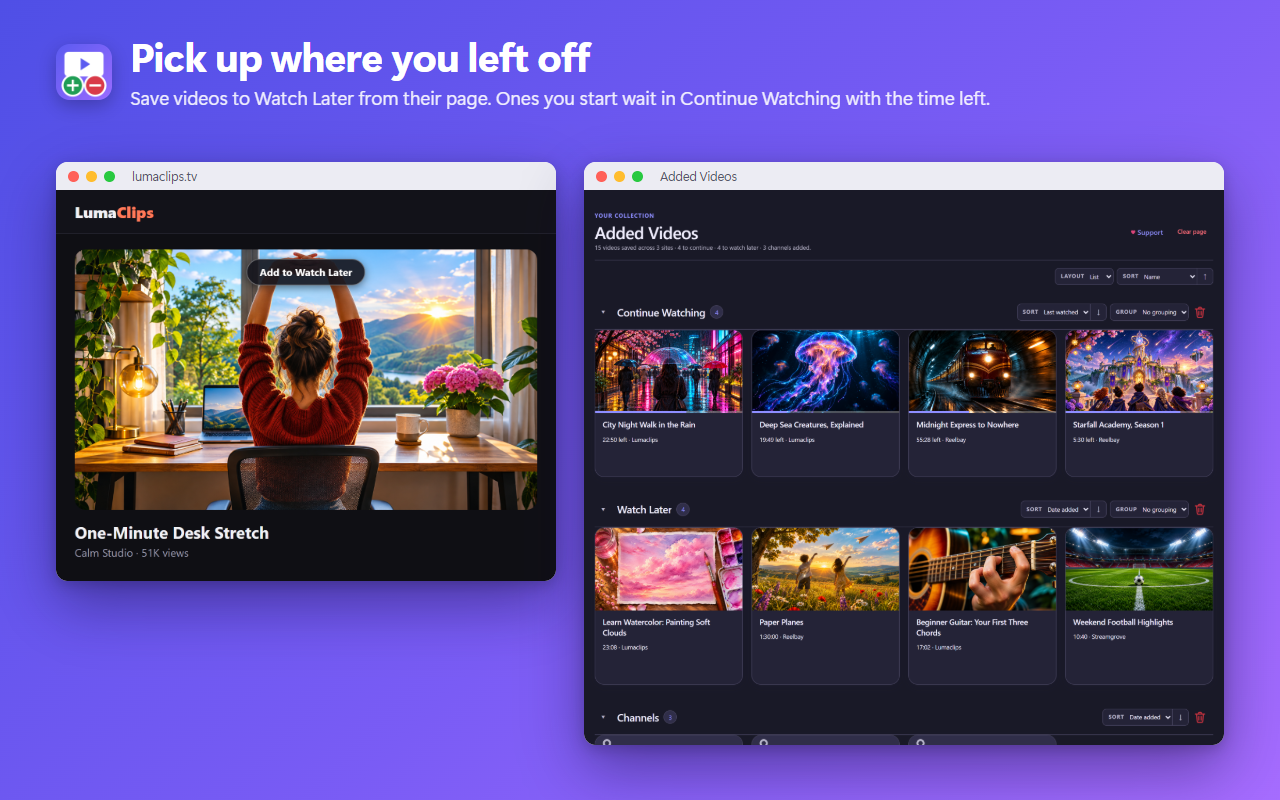 Pick up where you left off
Save videos to Watch Later from their page. Ones you start wait in Continue Watching with the time left.
lumaclips.tv
LumaClips
Add to Watch Later
One-Minute Desk Stretch
Calm Studio · 51K views
Added Videos
YOUR COLLECTION
Added Videos
15 videos saved across 3 sites · 4 to continue · 4 to watch later · 3 channels added.
♥ Support
Clear page
LAYOUT List
SORT Name ↑
Continue Watching 4
SORT Last watched ↓
GROUP No grouping
City Night Walk in the Rain
22:50 left · Lumaclips
Deep Sea Creatures, Explained
19:49 left · Lumaclips
Midnight Express to Nowhere
55:28 left · Reelbay
Starfall Academy, Season 1
5:30 left · Reelbay
Watch Later 4
SORT Date added ↓
GROUP No grouping
Learn Watercolor: Painting Soft
Clouds
23:08 · Lumaclips
Paper Planes
1:30:00 · Reelbay
Beginner Guitar: Your First Three
Chords
17:02 · Lumaclips
Weekend Football Highlights
10:40 · Streamgrove
Channels 3
SORT Date added ↓